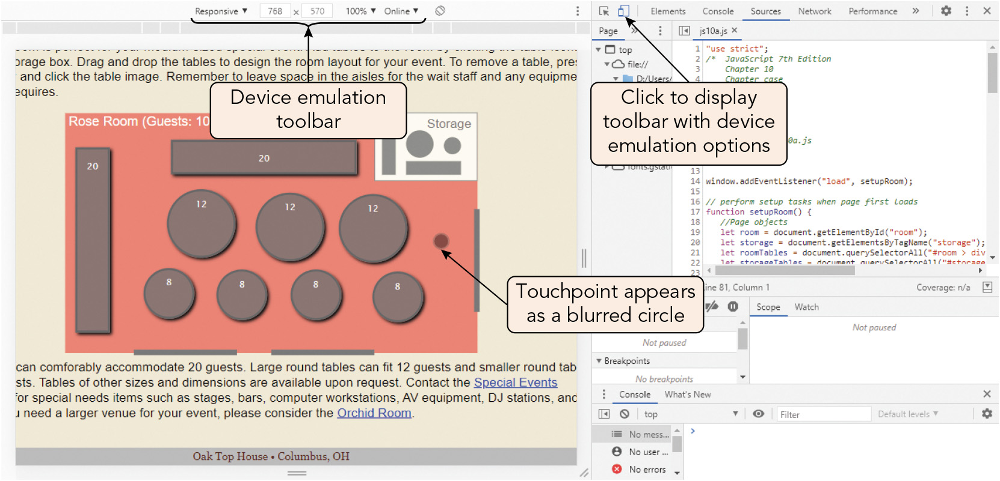 Responsive ▼ 768 × 570 100% ▼ Online ▼
orage box. Drag and drop the tables to design the room layout for your event. To remove a table, pres
and click the table image. Remember to leave space in the aisles for the wait staff and any equipme
equires.
Device emulation
toolbar
Rose Room (Guests: 10
Storage
20
20
12
12
12
8
8
8
8
can comforably accommodate 20 guests. Large round tables can fit 12 guests and smaller round tab
sts. Tables of other sizes and dimensions are available upon request. Contact the Special Events
for special needs items such as stages, bars, computer workstations, AV equipment, DJ stations, and
u need a larger venue for your event, please consider the Orchid Room.
Oak Top House • Columbus, OH
Touchpoint appears
as a blurred circle
Elements Console Sources Network Performance »
Page » js10a.js ×
top
file://
D:/Users/
fonts.gstati
Click to display
toolbar with device
emulation options
1 "use strict";
2 /* JavaScript 7th Edition
3 Chapter 10
4 Chapter case
0a.js
13
14 window.addEventListener("load", setupRoom);
15
16 // perform setup tasks when page first loads
17 function setupRoom() {
18 //Page objects
19 let room = document.getElementById("room");
20 let storage = document.getElementsByTagName("storage");
21 let roomTables = document.querySelectorAll("#room > div
22 let storageTables = document.querySelectorAll("#storage
23
ine 81, Column 1 Coverage: n/a
Scope Watch
Not paused
Not paused
▼ Breakpoints
No breakpoints
Console What's New
top ▼ Filter Default levels ▼
No mess...
No user ...
No errors